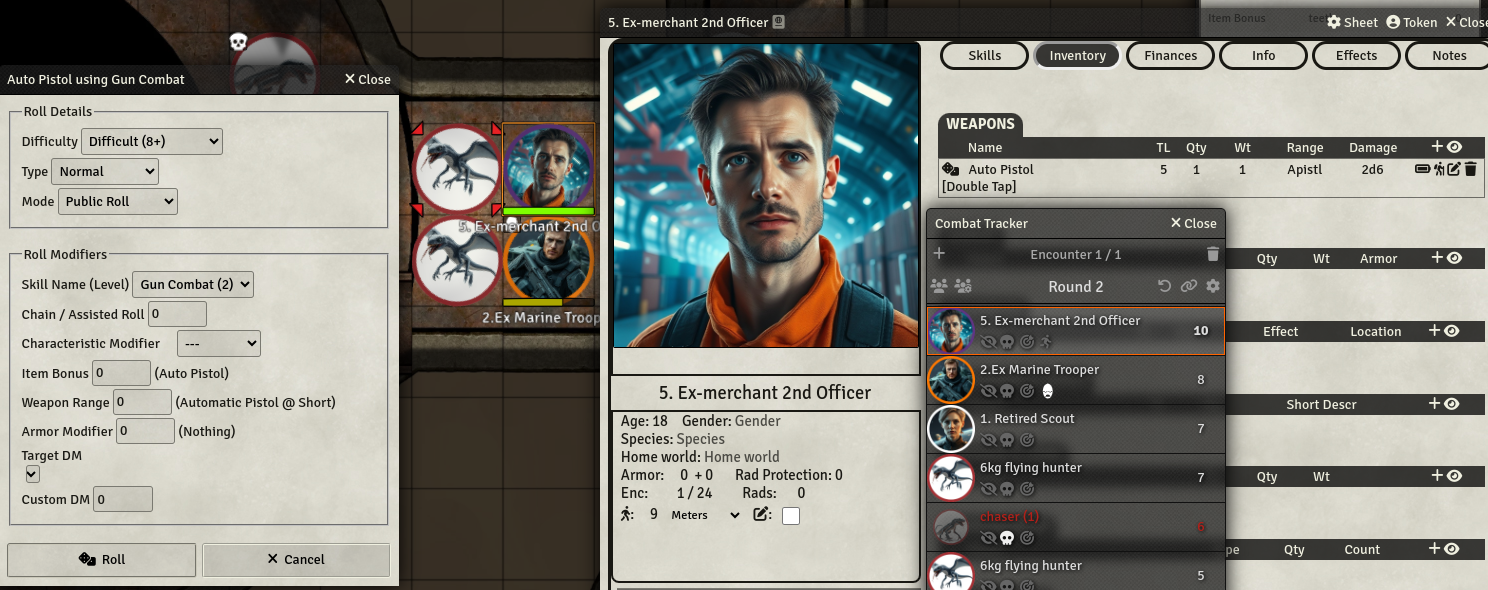 Auto Pistol using Gun Combat
Close
Roll Details
Difficulty Difficult (8+)
Type Normal
Mode Public Roll
Roll Modifiers
Skill Name (Level) Gun Combat (2)
Chain / Assisted Roll 0
Characteristic Modifier ---
Item Bonus 0 (Auto Pistol)
Weapon Range 0 (Automatic Pistol @ Short)
Armor Modifier 0 (Nothing)
Target DM
Custom DM 0
Roll
Cancel
5. Ex-merchant 2nd O
2.Ex Marine Troop
Item Bonus
5. Ex-merchant 2nd Officer
Sheet Token Close
5. Ex-merchant 2nd Officer
Age: 18 Gender: Gender
Species: Species
Home world: Home world
Armor: 0 + 0 Rad Protection: 0
Enc: 1 / 24 Rads: 0
9 Meters
Skills Inventory Finances Info Effects Notes
WEAPONS
Name TL Qty Wt Range Damage
Auto Pistol 5 1 1 Apistl 2d6
[Double Tap]
Qty Wt Armor
Effect Location
Short Descr
Qty Wt
pe Qty Count
Combat Tracker
Close
Encounter 1 / 1
Round 2
5. Ex-merchant 2nd Officer 10
2.Ex Marine Trooper 8
1. Retired Scout 7
6kg flying hunter 7
chaser (1) 6
6kg flying hunter 5